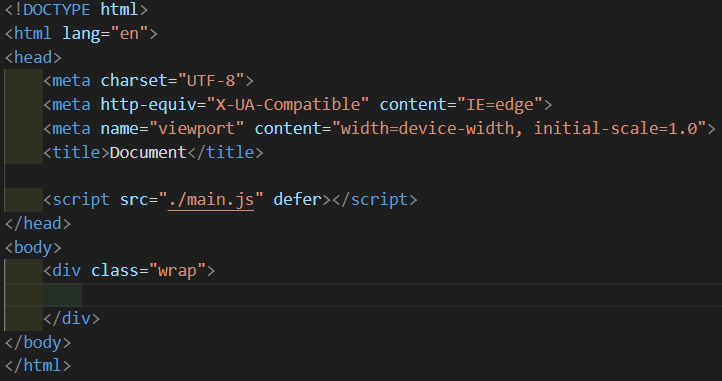 <!DOCTYPE html>
<html lang="en">
<head>
    <meta charset="UTF-8">
    <meta http-equiv="X-UA-Compatible" content="IE=edge">
    <meta name="viewport" content="width=device-width, initial-scale=1.0">
    <title>Document</title>

    <script src="./main.js" defer></script>
</head>
<body>
    <div class="wrap">

    </div>
</body>
</html>